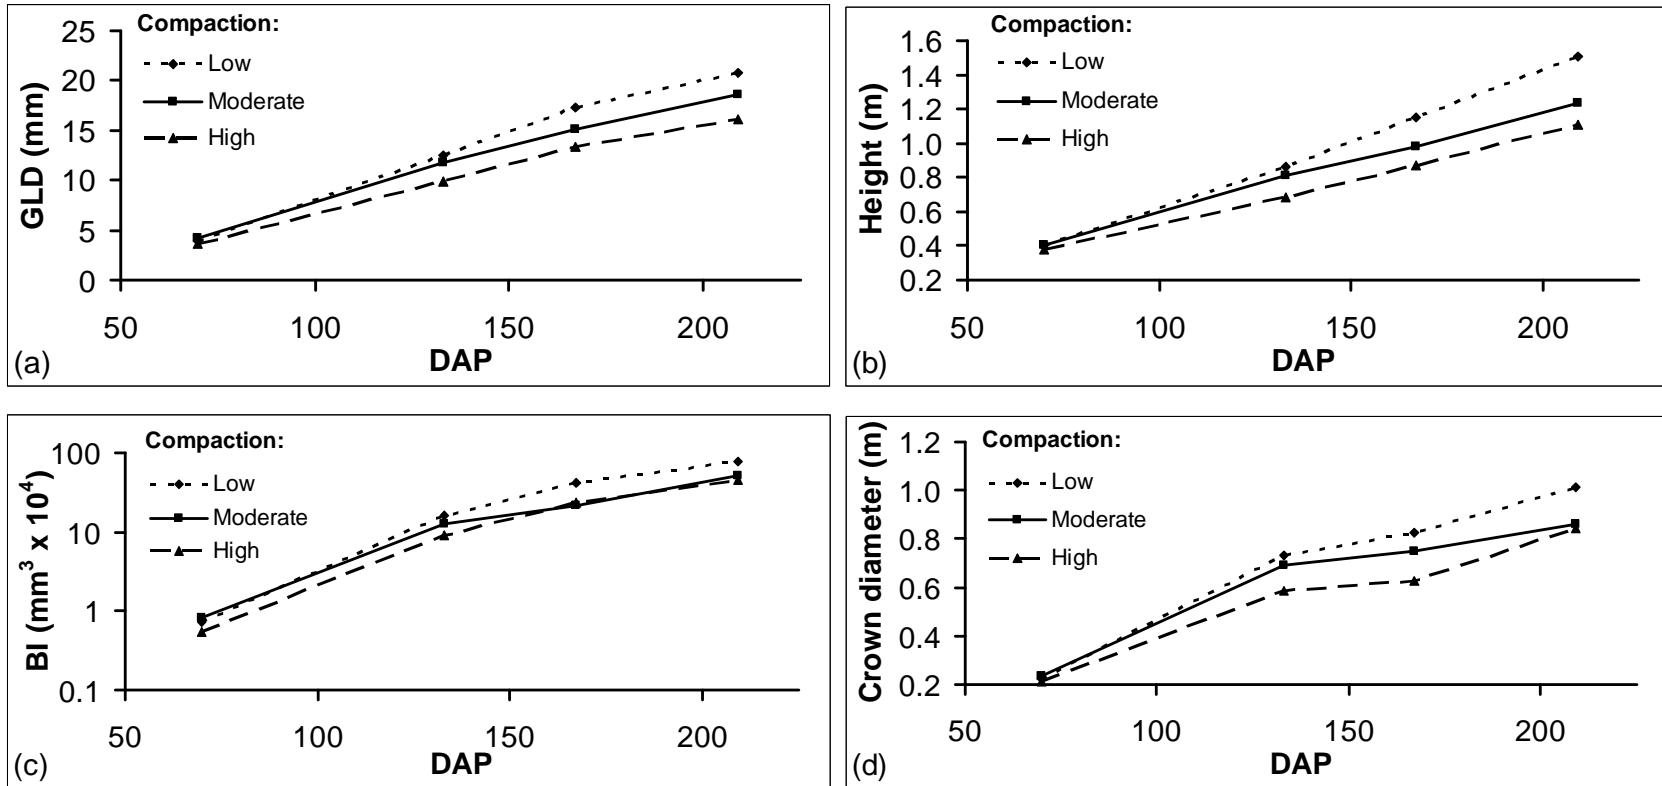 Compaction:
Low
Moderate
High
GLD (mm)
25
20
15
10
5
0
50 100 150 200
DAP
(a)
Compaction:
Low
Moderate
High
Height (m)
1.6
1.4
1.2
1.0
0.8
0.6
0.4
0.2
50 100 150 200
DAP
(b)
Compaction:
Low
Moderate
High
BI (mm³ x 10⁴)
100
10
1
0.1
50 100 150 200
DAP
(c)
Compaction:
Low
Moderate
High
Crown diameter (m)
1.2
1.0
0.8
0.6
0.4
0.2
50 100 150 200
DAP
(d)